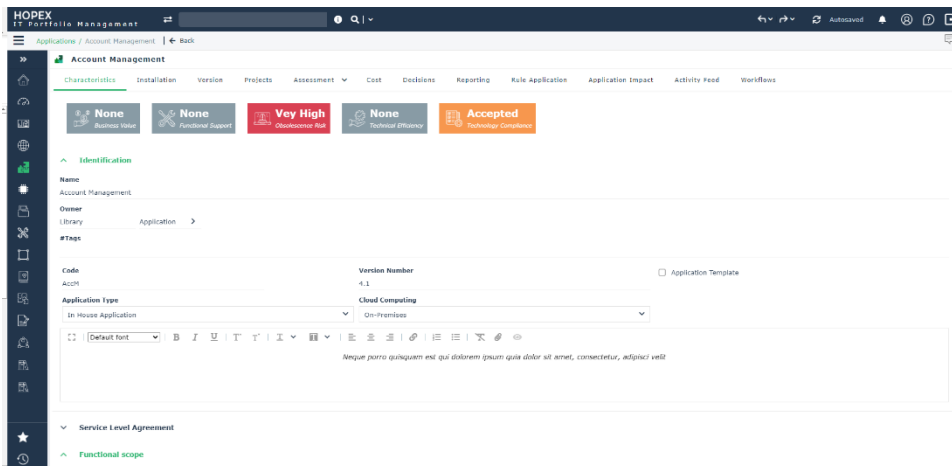 HOPEX
IT Portfolio Management
Autosaved
Applications / Account Management | Back
Account Management
Characteristics Installation Version Projects Assessment Cost Decisions Reporting Rule Application Application Impact Activity Feed Workflows
None
Business Value
None
Functional Support
Vey High
Obsolescence Risk
None
Technical Efficiency
Accepted
Technology Compliance
Identification
Name
Account Management
Owner
Library Application
#Tags
Code
AccM
Version Number
4.1
Application Template
Application Type
In House Application
Cloud Computing
On-Premises
Default font B I U
Neque porro quisquam est qui dolorem ipsum quia dolor sit amet, consectetur, adipisci velit
Service Level Agreement
Functional scope